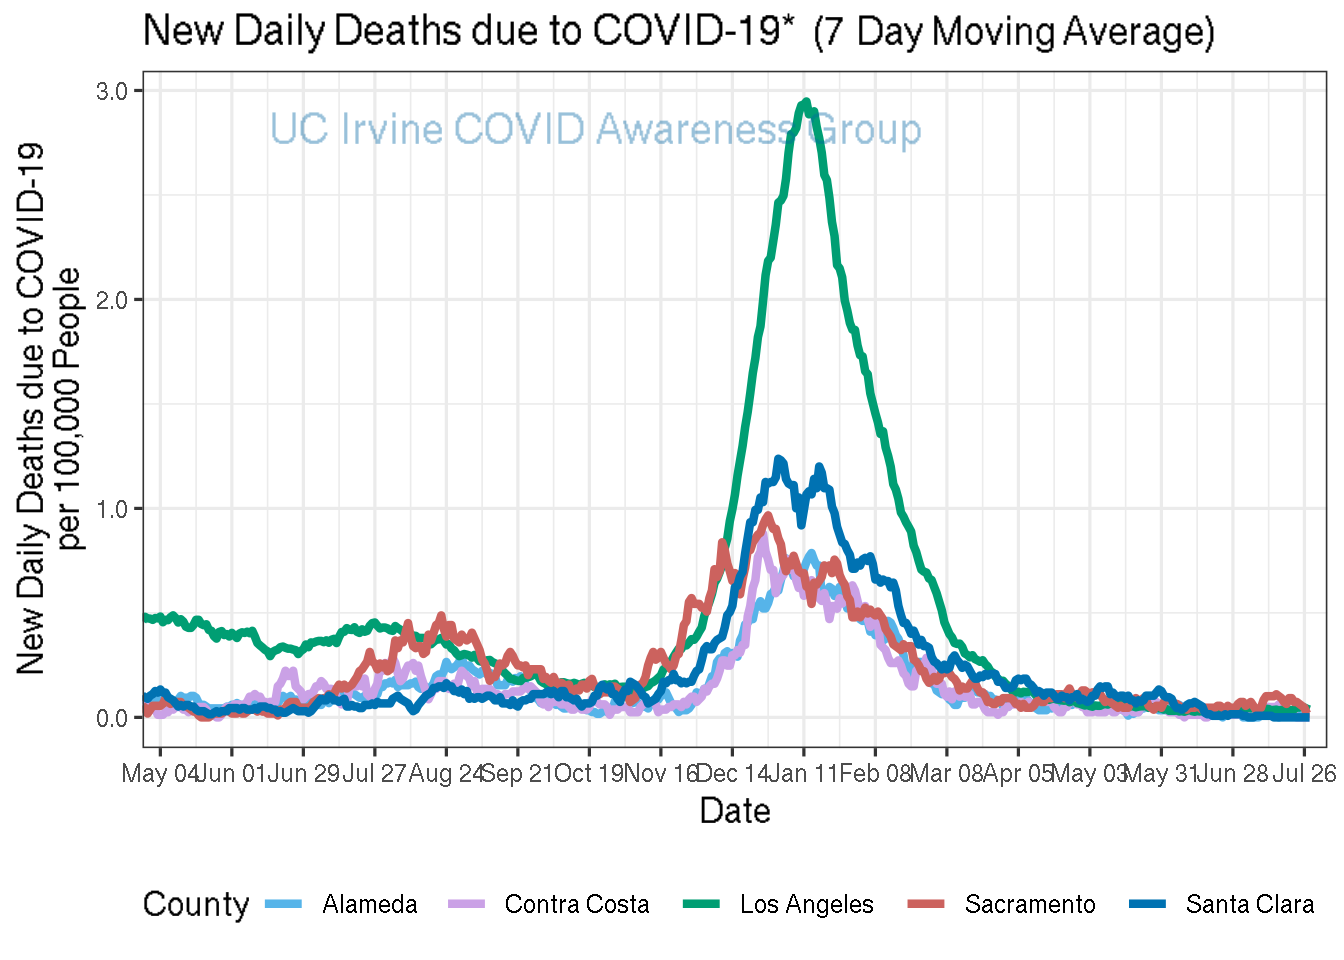 New Daily Deaths due to COVID-19* (7 Day Moving Average)
UC Irvine COVID Awareness Group
New Daily Deaths due to COVID-19
per 100,000 People
3.0
2.0
1.0
0.0
May 04 Jun 01 Jun 29 Jul 27 Aug 24 Sep 21 Oct 19 Nov 16 Dec 14 Jan 11 Feb 08 Mar 08 Apr 05 May 03 May 31 Jun 28 Jul 26
Date
County Alameda Contra Costa Los Angeles Sacramento Santa Clara